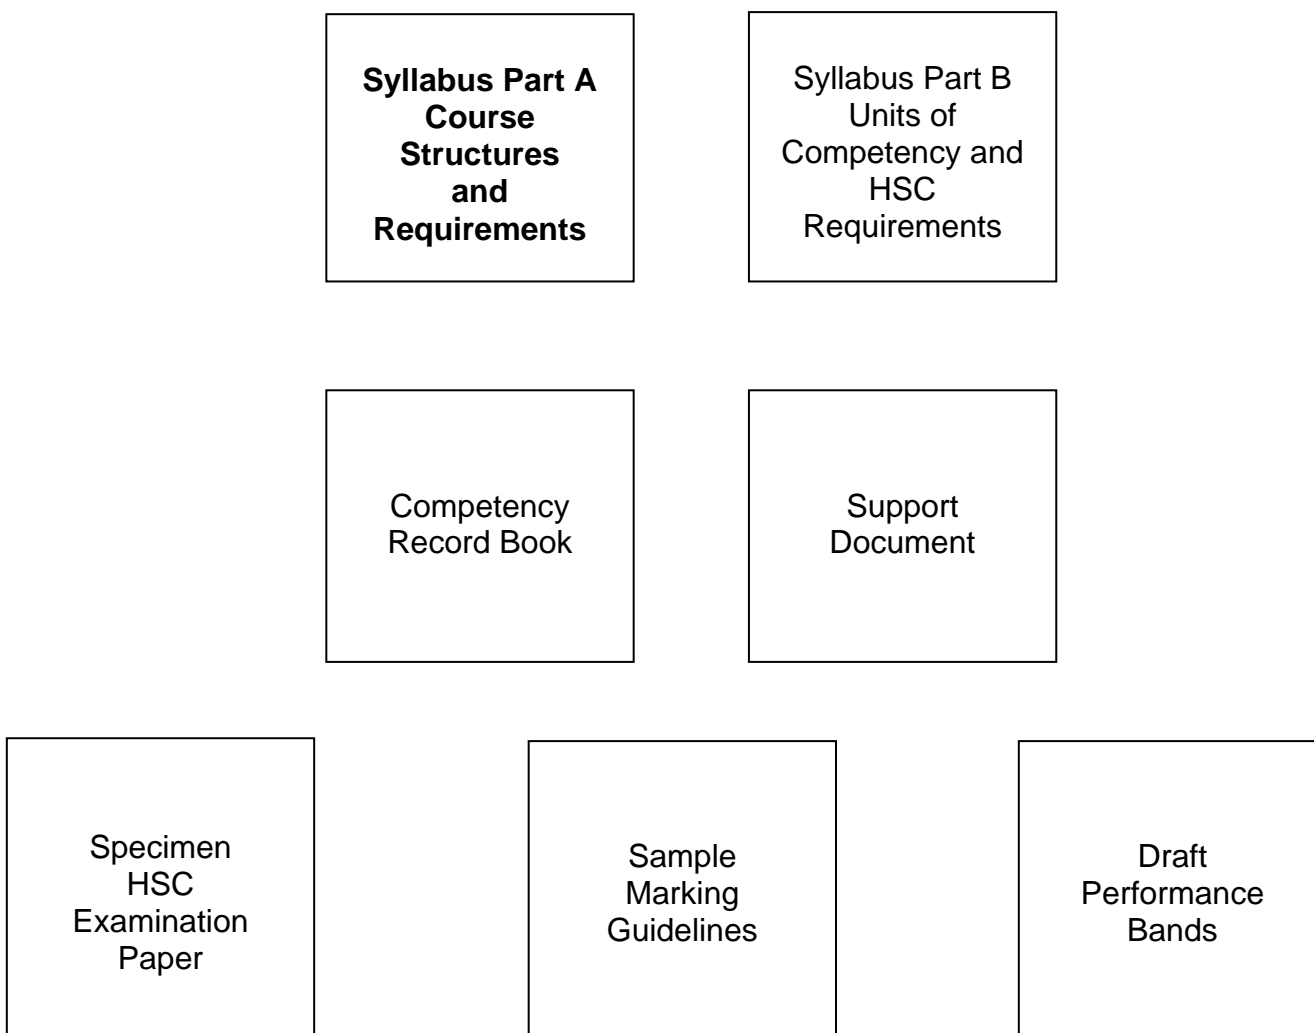 Syllabus Part A
Course
Structures
and
Requirements
Syllabus Part B
Units of
Competency and
HSC
Requirements
Competency
Record Book
Support
Document
Specimen
HSC
Examination
Paper
Sample
Marking
Guidelines
Draft
Performance
Bands